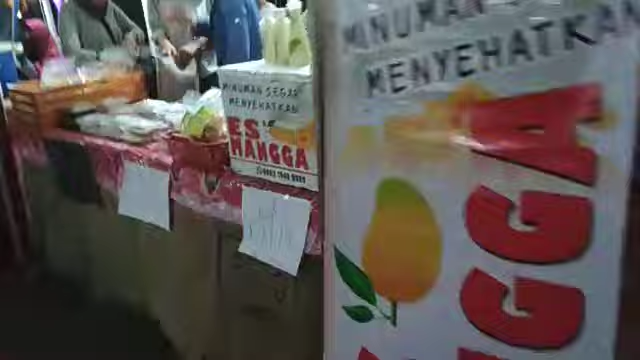 MINUMAN SEGAR
MENYEHATKAN
ES
MANGGA
MINUMAN
MENYEHATKAN
GGA